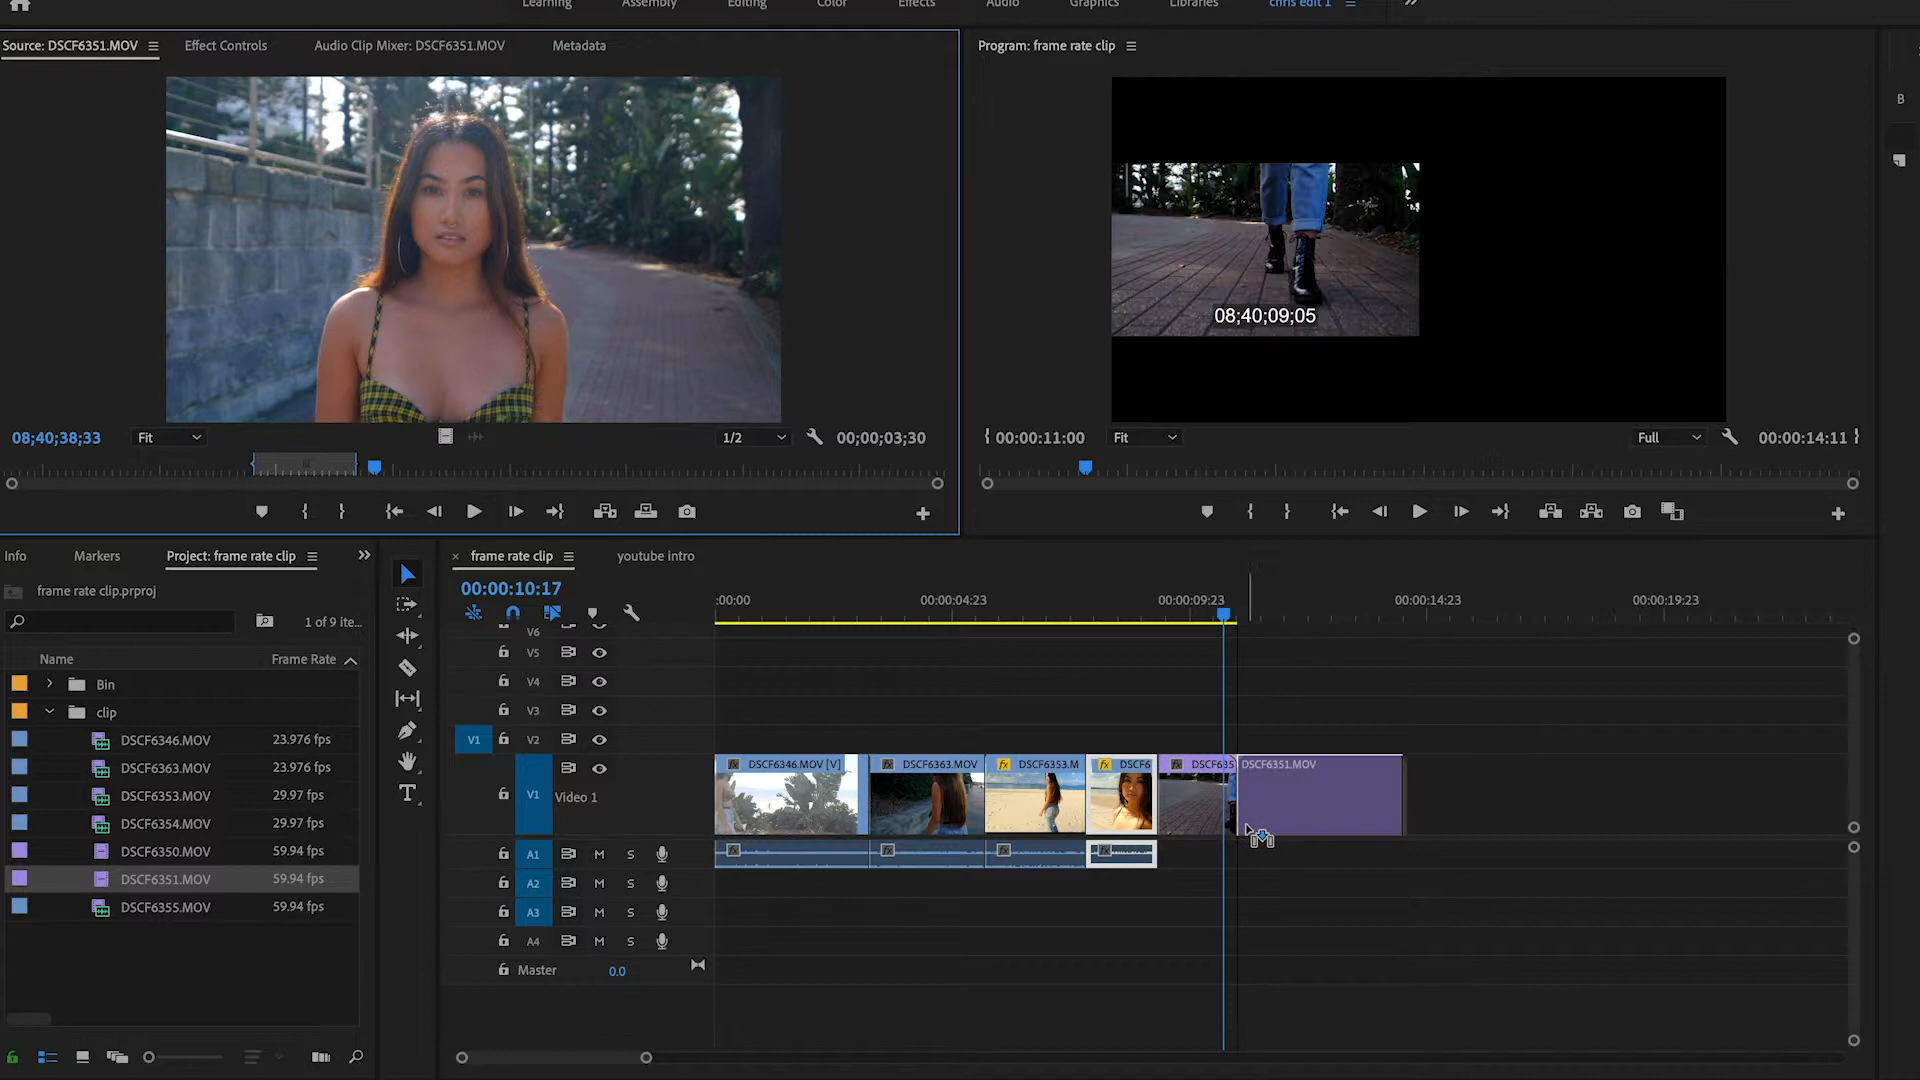 Learning Assembly Editing Color Effects Audio Graphics Libraries chris edit 1
Source: DSCF6351.MOV Effect Controls Audio Clip Mixer: DSCF6351.MOV Metadata
Program: frame rate clip
B
08;40;09;05
08;40;38;33 Fit 1/2 00;00;03;30
00:00:11:00 Fit Full 00:00:14:11
Info Markers Project: frame rate clip
frame rate clip youtube intro
frame rate clip.prproj
00:00:10:17
1 of 9 ite...
:00:00 00:00:04:23 00:00:09:23 00:00:14:23 00:00:19:23
Name Frame Rate
Bin
clip
DSCF6346.MOV 23.976 fps
DSCF6363.MOV 23.976 fps
DSCF6353.MOV 29.97 fps
DSCF6354.MOV 29.97 fps
DSCF6350.MOV 59.94 fps
DSCF6351.MOV 59.94 fps
DSCF6355.MOV 59.94 fps
V6
V5
V4
V3
V1 V2
DSCF6346.MOV [V] DSCF6363.MOV DSCF6353.M DSCF6 DSCF635 DSCF6351.MOV
V1 Video 1
A1 M S
A2 M S
A3 M S
A4 M S
Master 0.0